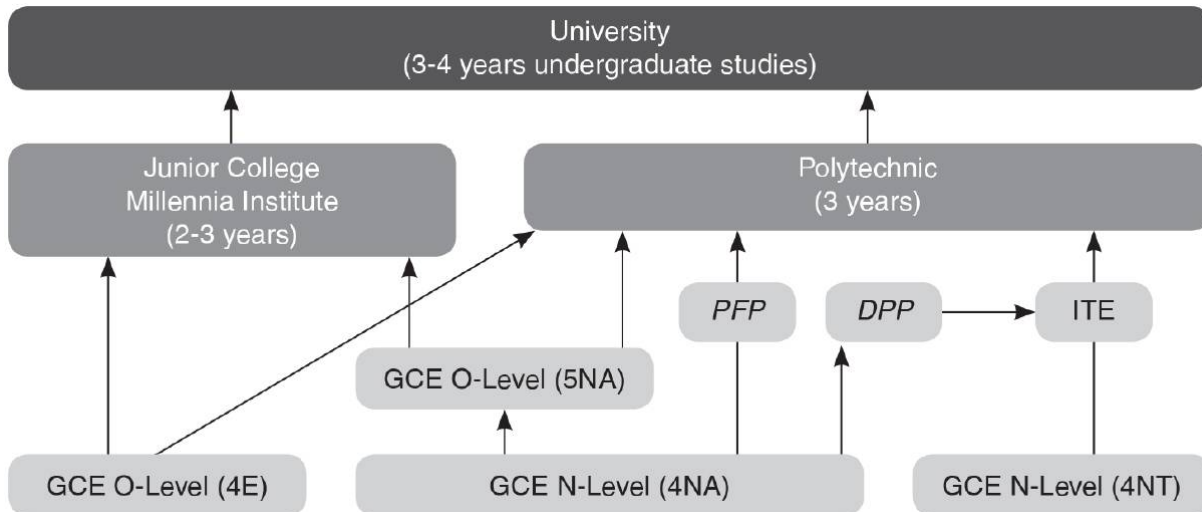 University
(3-4 years undergraduate studies)
Junior College
Millennia Institute
(2-3 years)
Polytechnic
(3 years)
PFP
DPP
ITE
GCE O-Level (5NA)
GCE O-Level (4E)
GCE N-Level (4NA)
GCE N-Level (4NT)